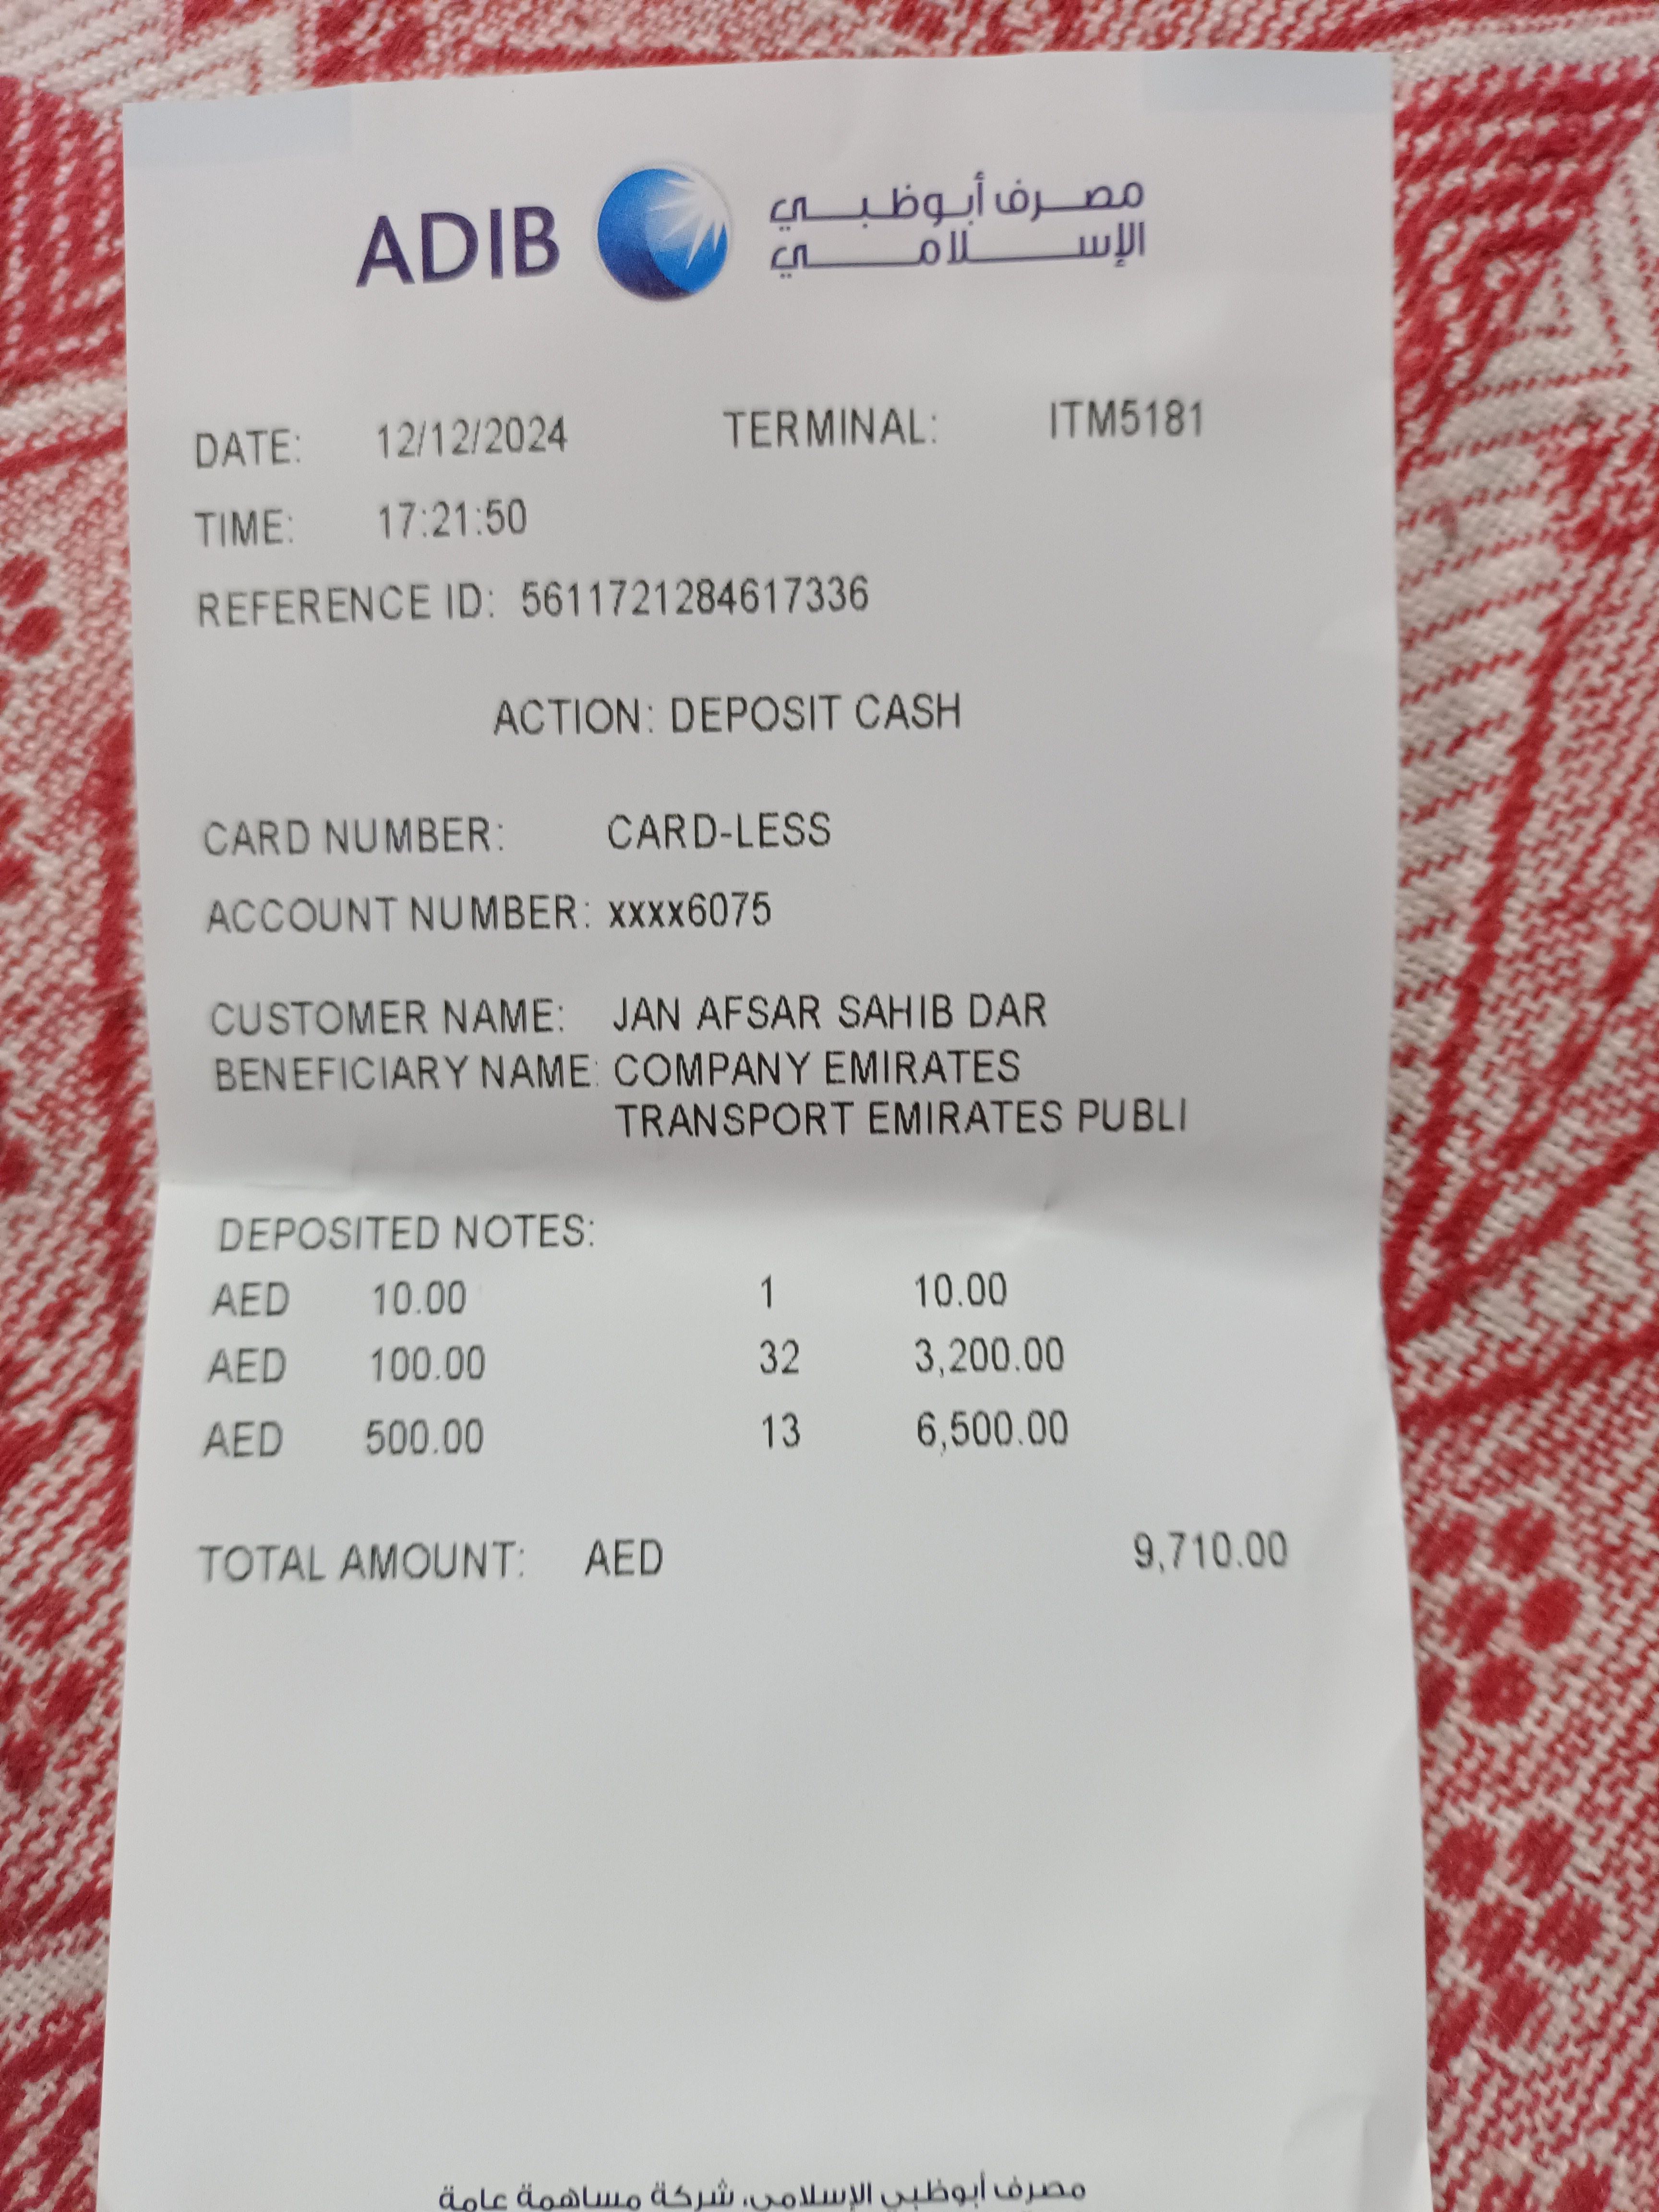 ADIB
مصرف أبوظبي
الإسلامي
DATE: 12/12/2024 TERMINAL: ITM5181
TIME: 17:21:50
REFERENCE ID: 5611721284617336
ACTION: DEPOSIT CASH
CARD NUMBER: CARD-LESS
ACCOUNT NUMBER: xxxx6075
CUSTOMER NAME: JAN AFSAR SAHIB DAR
BENEFICIARY NAME: COMPANY EMIRATES
TRANSPORT EMIRATES PUBLI
DEPOSITED NOTES:
AED 10.00 1 10.00
AED 100.00 32 3,200.00
AED 500.00 13 6,500.00
TOTAL AMOUNT: AED 9,710.00
مصرف أبوظبي الإسلامي، شركة مساهمة عامة